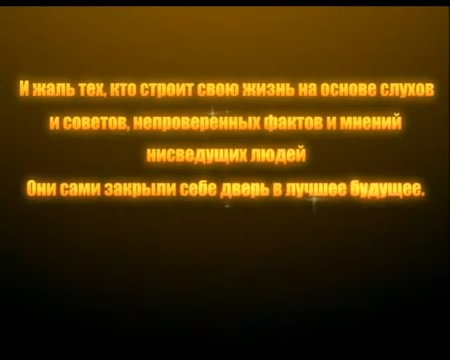 И жаль тех, кто строит свою жизнь на основе слухов
и советов, непроверенных фактов и мнений
нисведущих людей
Они сами закрыли себе дверь в лучшее будущее.